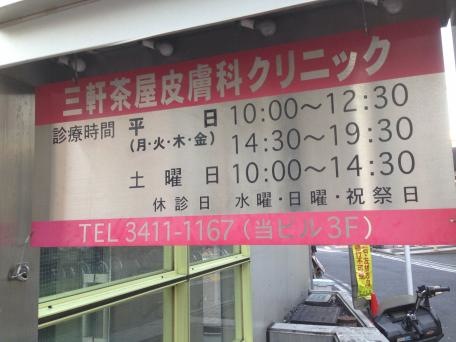 三軒茶屋皮膚科クリニック
診療時間 平日 10:00～12:30
(月・火・木・金) 14:30～19:30
土曜日 10:00～14:30
休診日 水曜・日曜・祝祭日
TEL 3411-1167（当ビル3F）